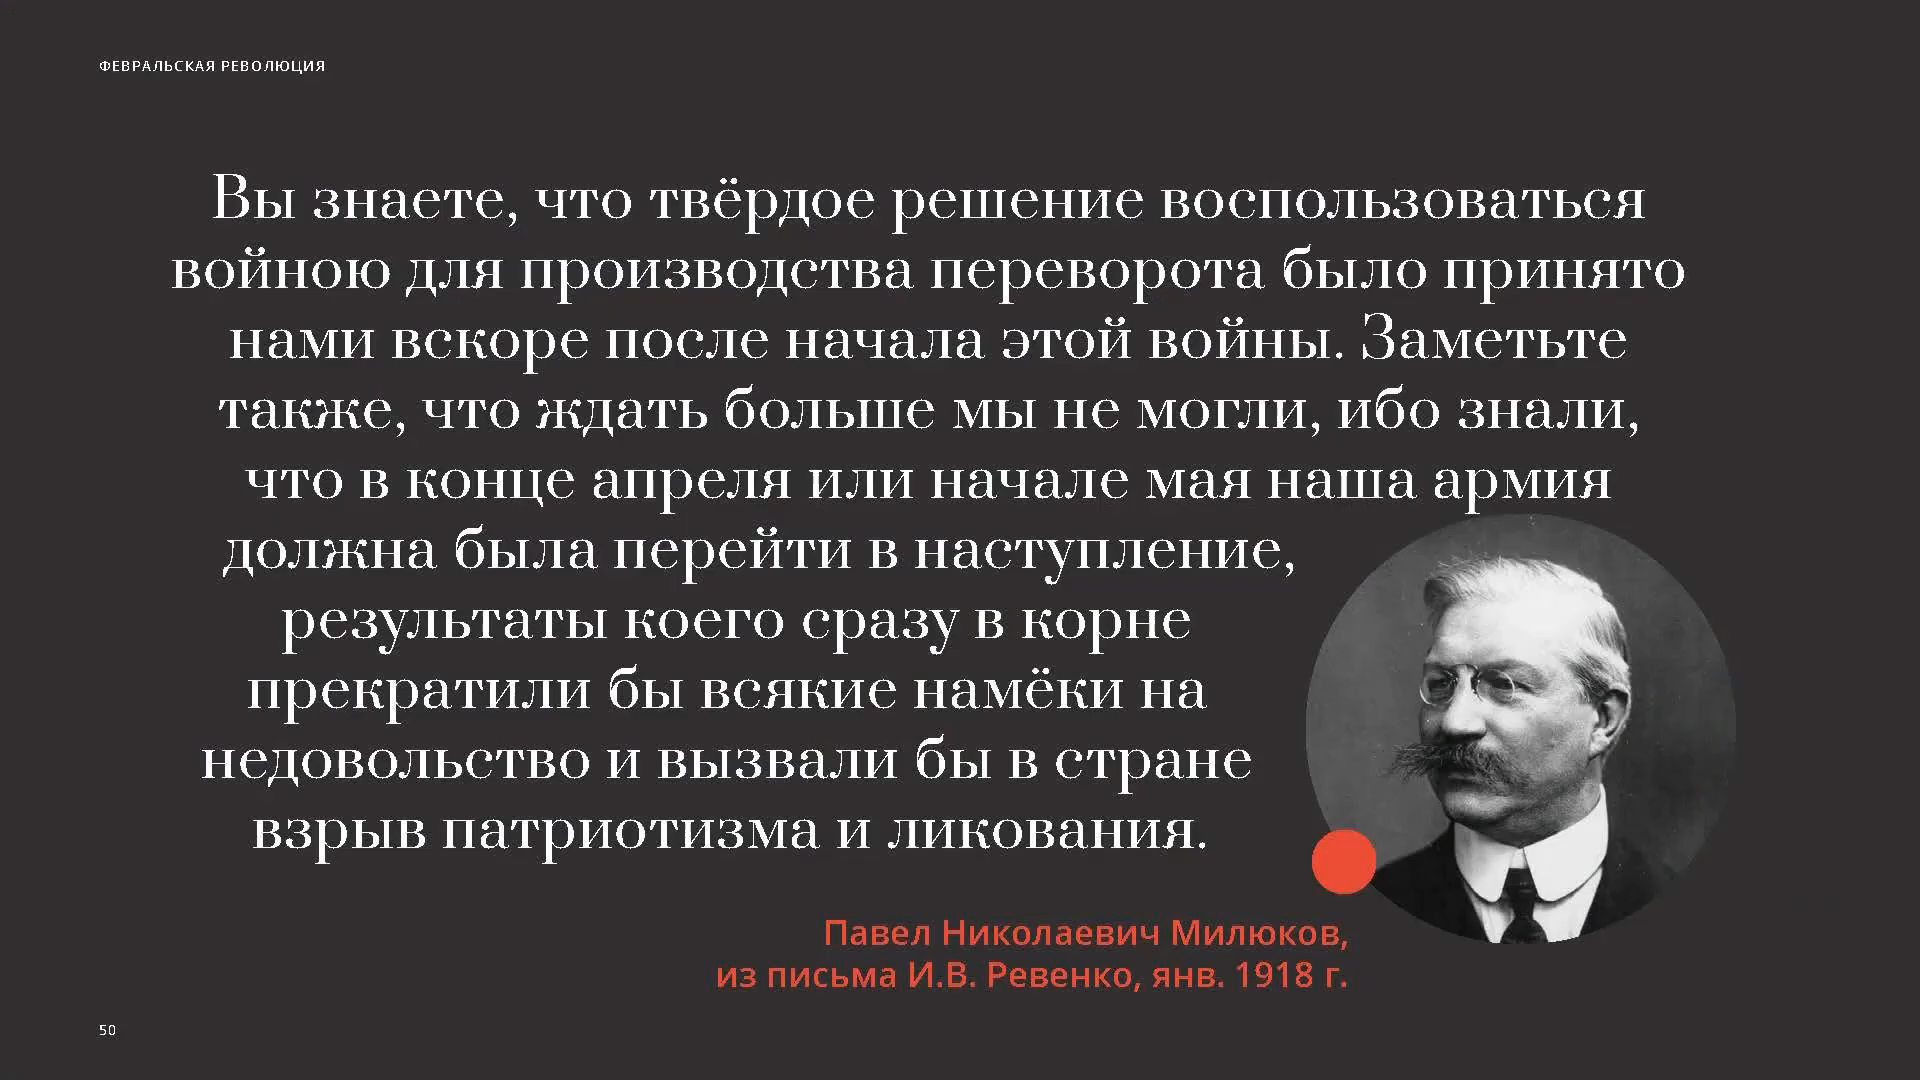 ФЕВРАЛЬСКАЯ РЕВОЛЮЦИЯ
Вы знаете, что твёрдое решение воспользоваться
войною для производства переворота было принято
нами вскоре после начала этой войны. Заметьте
также, что ждать больше мы не могли, ибо знали,
что в конце апреля или начале мая наша армия
должна была перейти в наступление,
результаты коего сразу в корне
прекратили бы всякие намёки на
недовольство и вызвали бы в стране
взрыв патриотизма и ликования.
Павел Николаевич Милюков,
из письма И.В. Ревенко, янв. 1918 г.
50